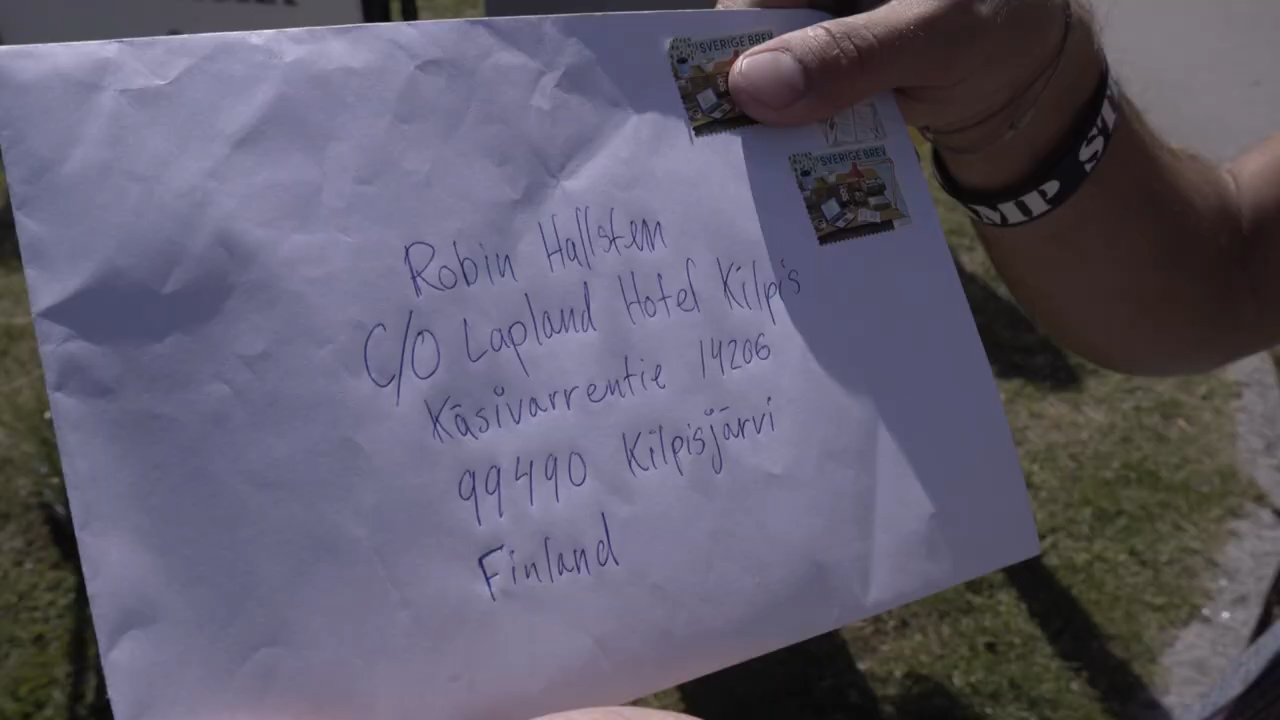 SVERIGE BREV
SVERIGE BREV
Robin Hallsten
C/O Lapland Hotel Kilpis
Käsivarrentie 14206
99490 Kilpisjärvi
Finland